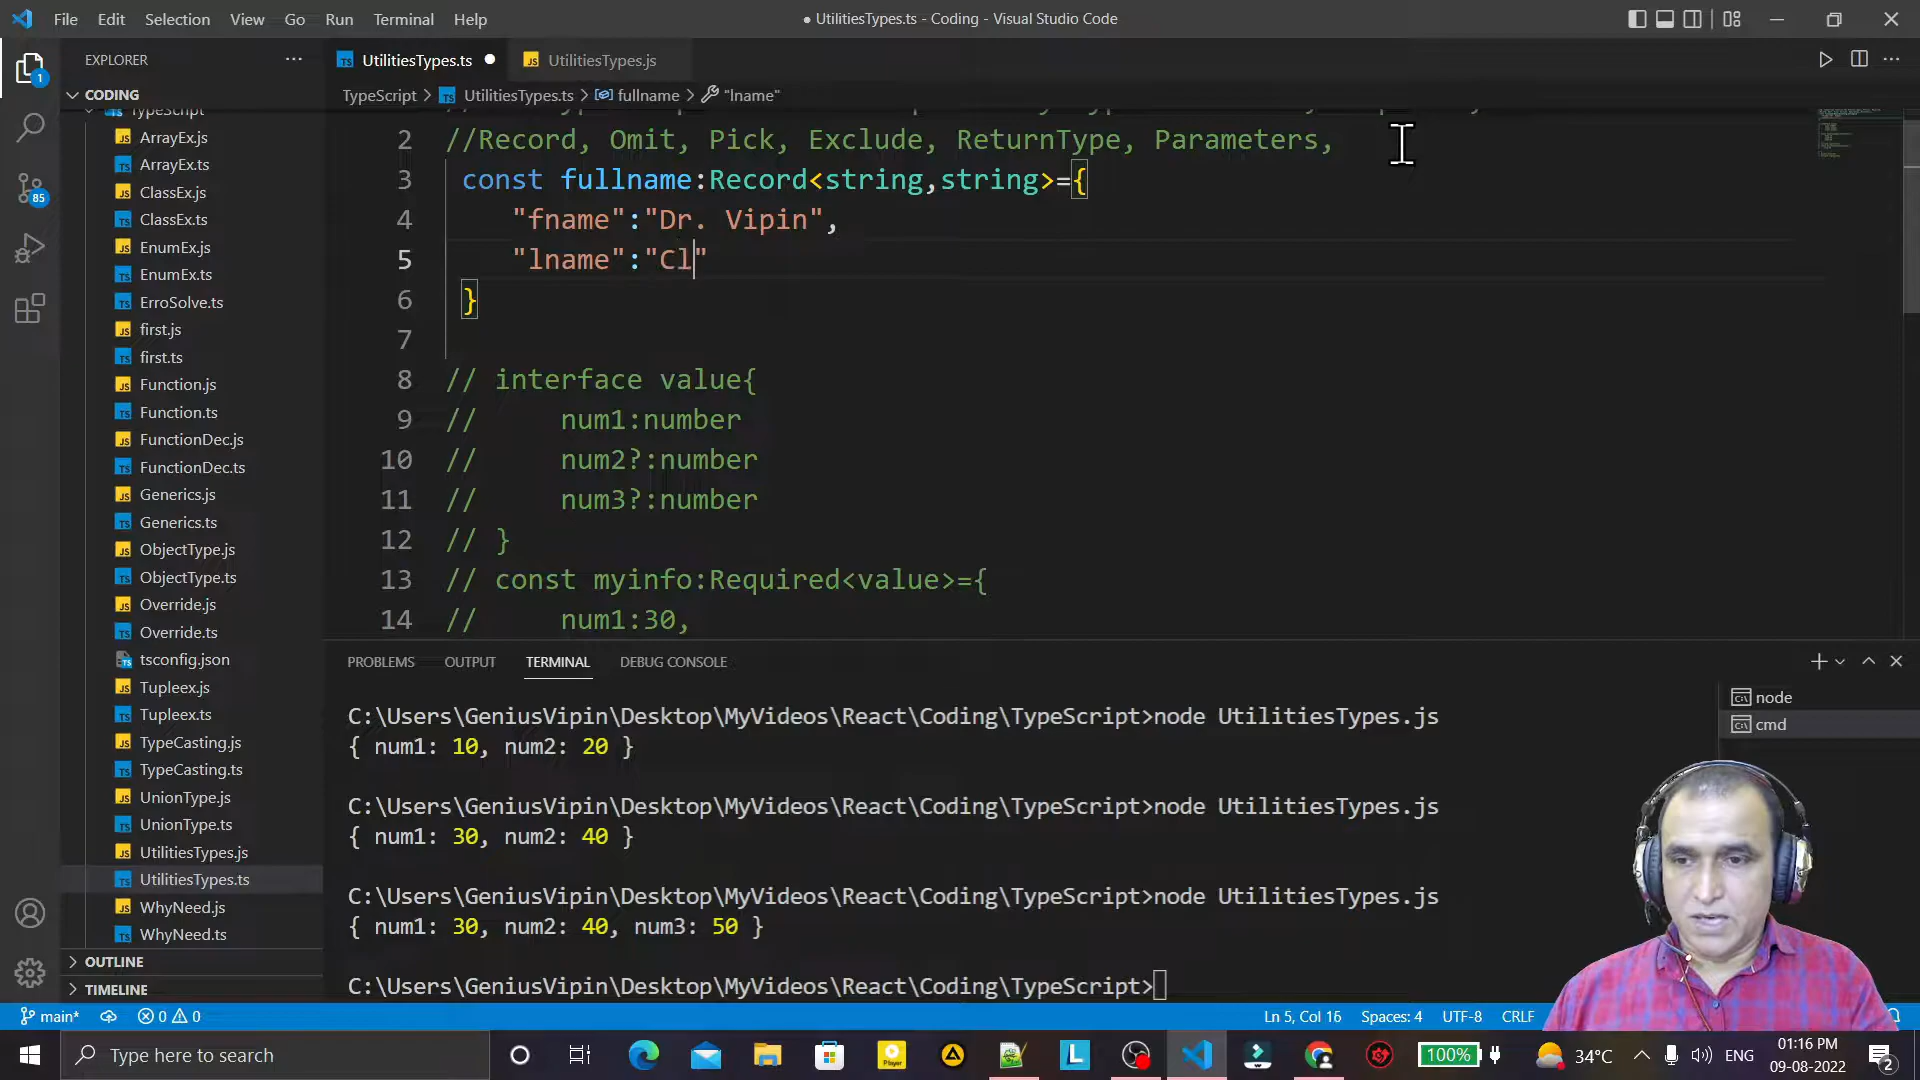 File Edit Selection View Go Run Terminal Help
● UtilitiesTypes.ts - Coding - Visual Studio Code
EXPLORER
CODING
TypeScript
ArrayEx.js
ArrayEx.ts
ClassEx.js
ClassEx.ts
EnumEx.js
EnumEx.ts
ErroSolve.ts
first.js
first.ts
Function.js
Function.ts
FunctionDec.js
FunctionDec.ts
Generics.js
Generics.ts
ObjectType.js
ObjectType.ts
Override.js
Override.ts
tsconfig.json
Tupleex.js
Tupleex.ts
TypeCasting.js
TypeCasting.ts
UnionType.js
UnionType.ts
UtilitiesTypes.js
UtilitiesTypes.ts
WhyNeed.js
WhyNeed.ts
OUTLINE
TIMELINE
1
85
UtilitiesTypes.ts UtilitiesTypes.js
TypeScript > UtilitiesTypes.ts > fullname > "lname"
2 //Record, Omit, Pick, Exclude, ReturnType, Parameters,
3 const fullname:Record<string,string>={
4 "fname":"Dr. Vipin",
5 "lname":"Cl"
6 }
7
8 // interface value{
9 // num1:number
10 // num2?:number
11 // num3?:number
12 // }
13 // const myinfo:Required<value>={
14 // num1:30,
PROBLEMS OUTPUT TERMINAL DEBUG CONSOLE
C:\Users\GeniusVipin\Desktop\MyVideos\React\Coding\TypeScript>node UtilitiesTypes.js
{ num1: 10, num2: 20 }
C:\Users\GeniusVipin\Desktop\MyVideos\React\Coding\TypeScript>node UtilitiesTypes.js
{ num1: 30, num2: 40 }
C:\Users\GeniusVipin\Desktop\MyVideos\React\Coding\TypeScript>node UtilitiesTypes.js
{ num1: 30, num2: 40, num3: 50 }
C:\Users\GeniusVipin\Desktop\MyVideos\React\Coding\TypeScript>
node
cmd
main* 0 0
Ln 5, Col 16 Spaces: 4 UTF-8 CRLF
Type here to search
100%
34°C
ENG
01:16 PM
09-08-2022
2